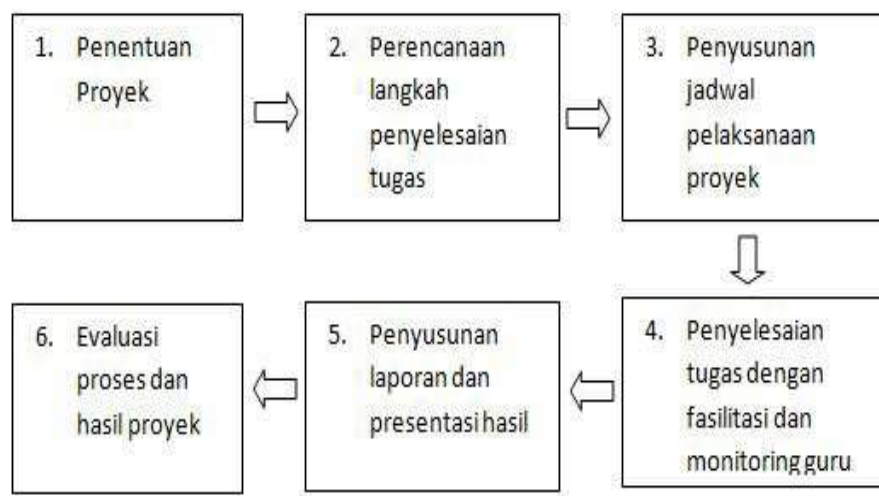 1. Penentuan
Proyek
2. Perencanaan
langkah
penyelesaian
tugas
3. Penyusunan
jadwal
pelaksanaan
proyek
4. Penyelesaian
tugas dengan
fasilitasi dan
monitoring guru
5. Penyusunan
laporan dan
presentasi hasil
6. Evaluasi
proses dan
hasil proyek